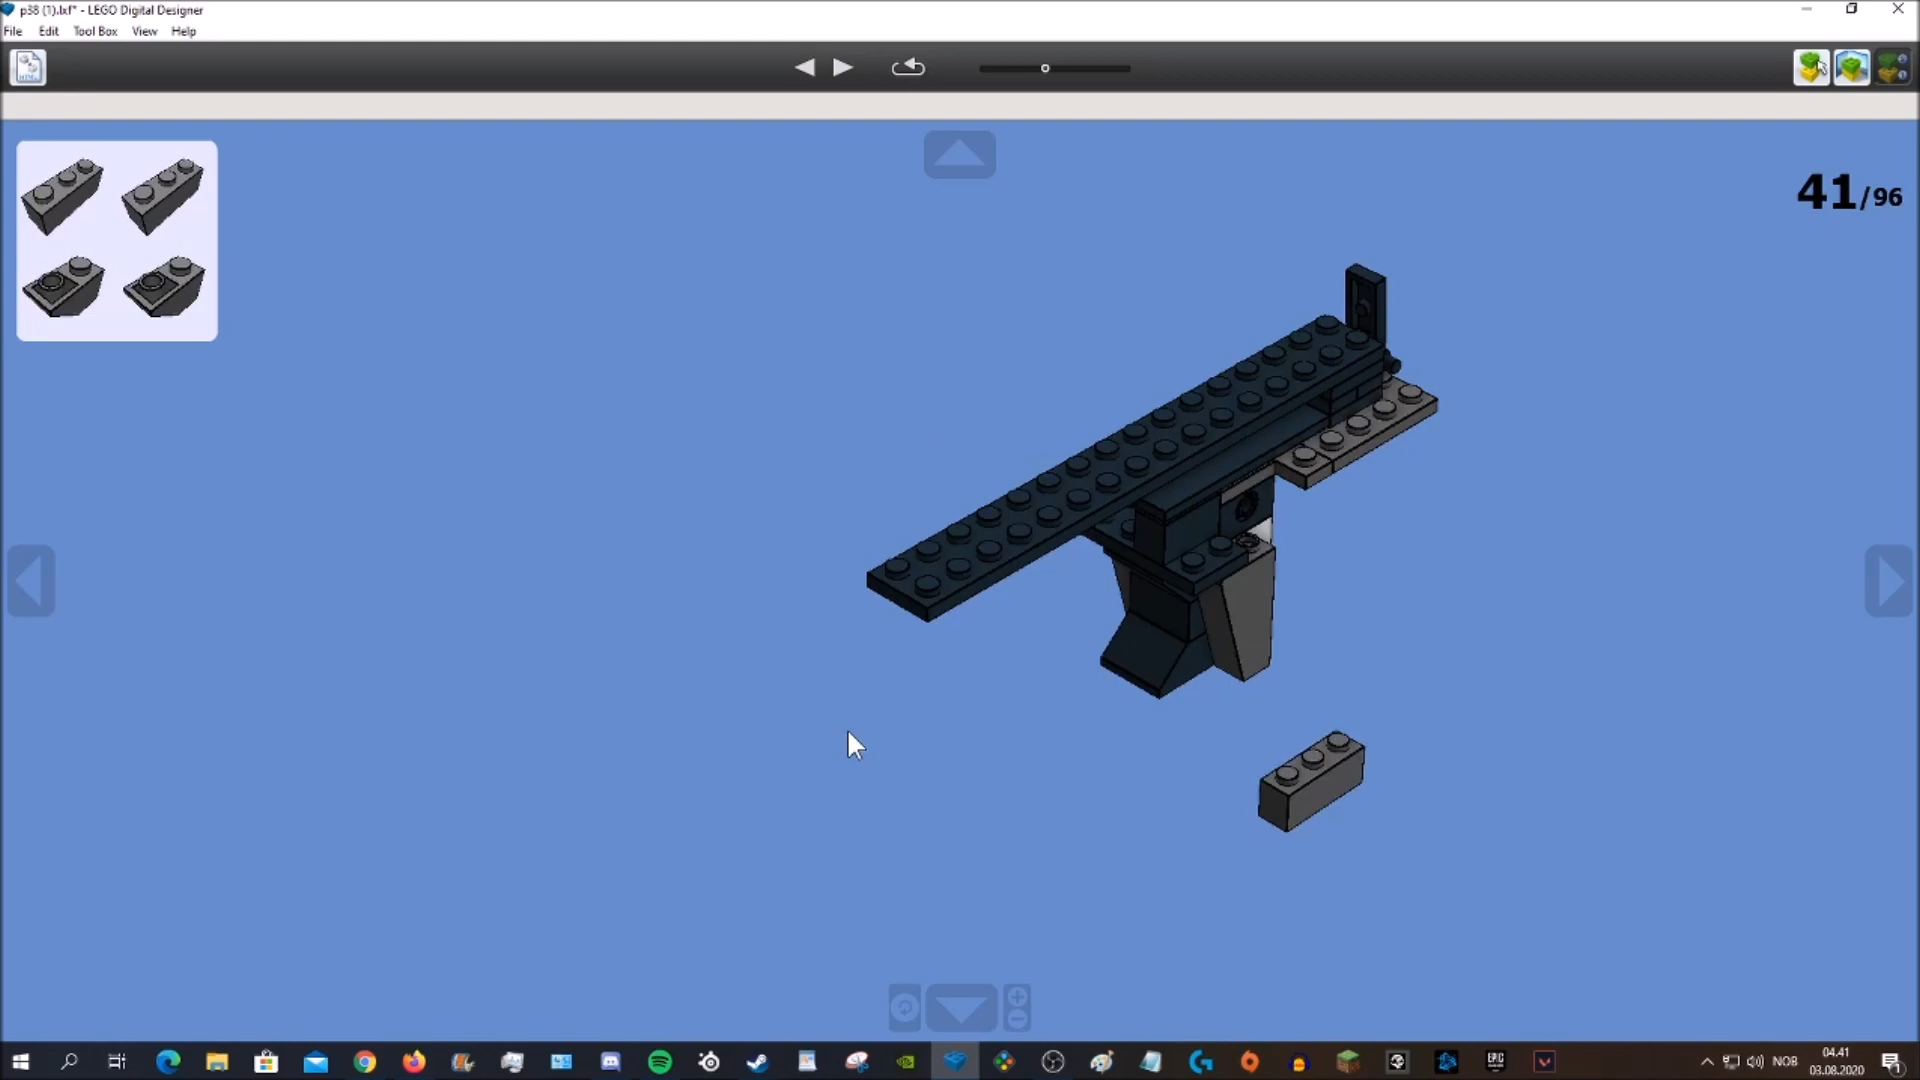 p38 (1).lxf* - LEGO Digital Designer
File Edit Tool Box View Help
41/96
NOB
04.41
03.08.2020